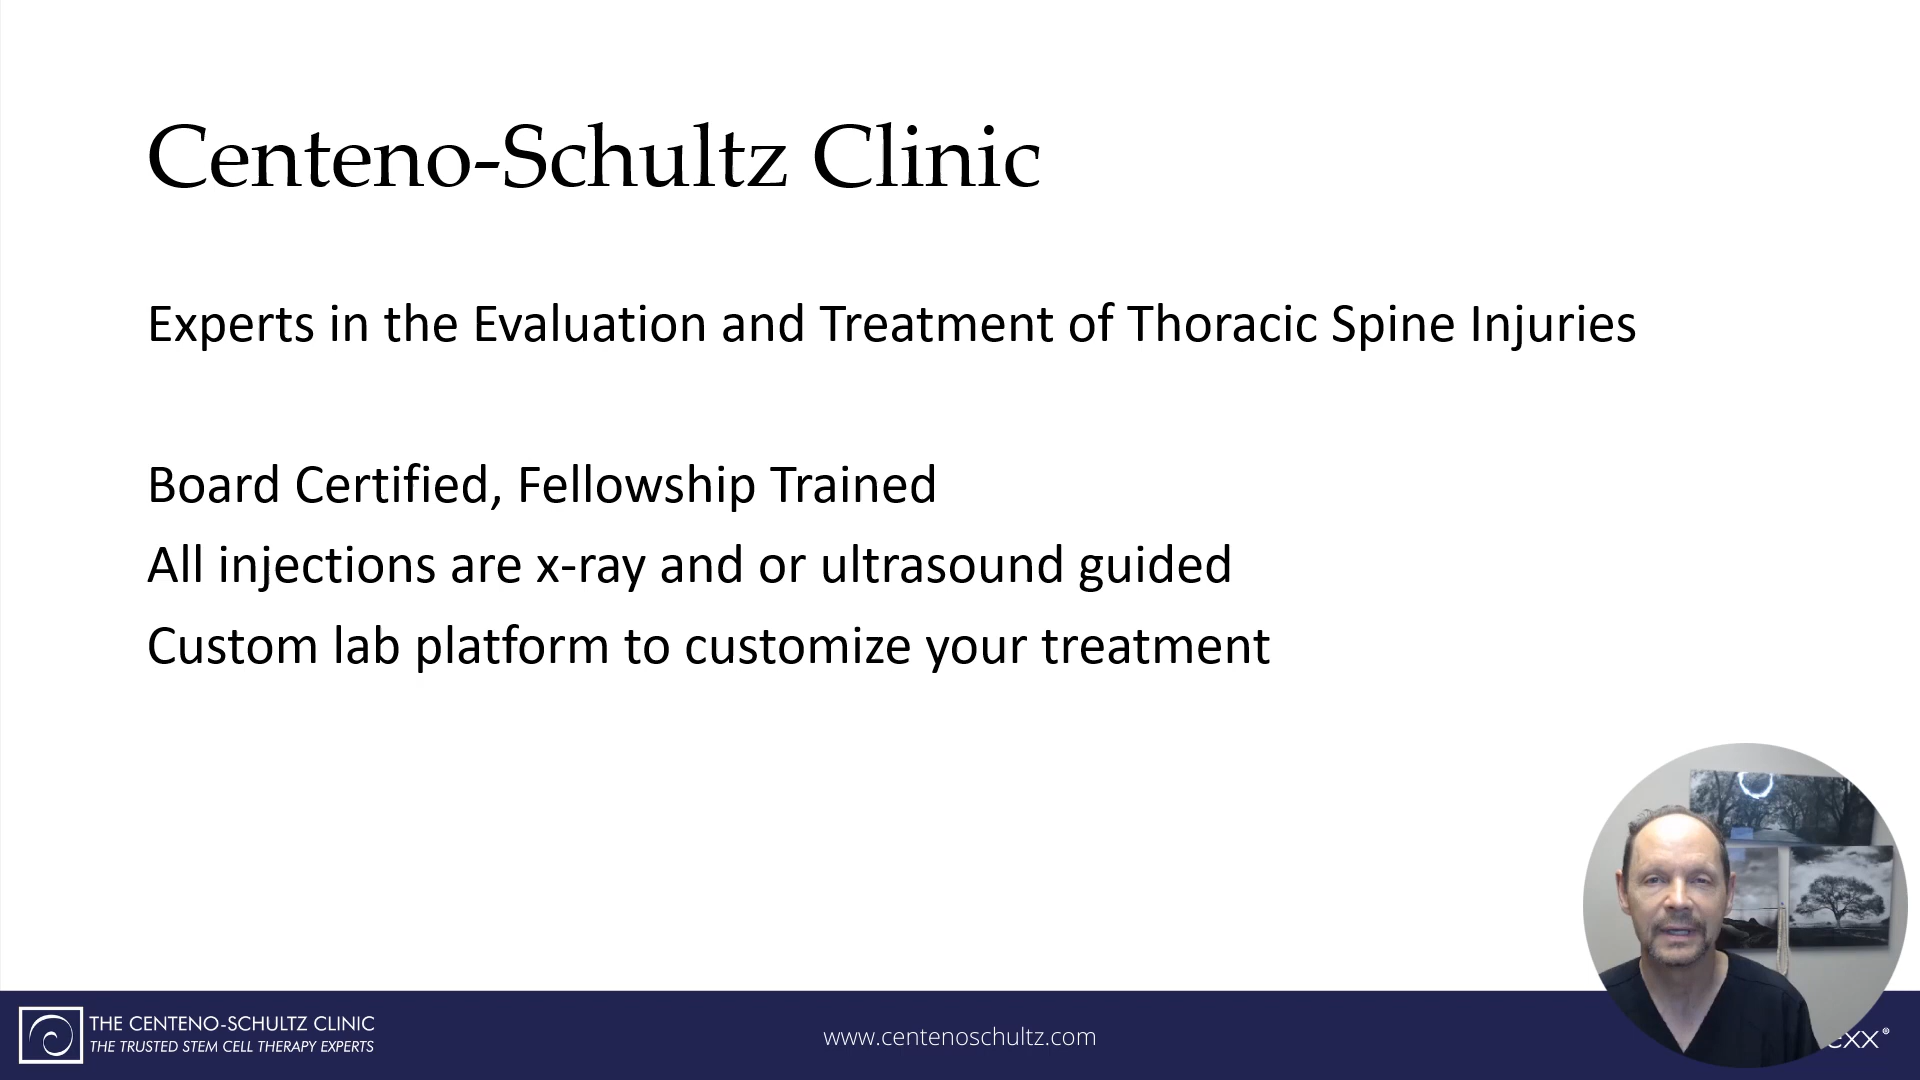 Centeno-Schultz Clinic
Experts in the Evaluation and Treatment of Thoracic Spine Injuries
Board Certified, Fellowship Trained
All injections are x-ray and or ultrasound guided
Custom lab platform to customize your treatment
THE CENTENO-SCHULTZ CLINIC
THE TRUSTED STEM CELL THERAPY EXPERTS
www.centenoschultz.com